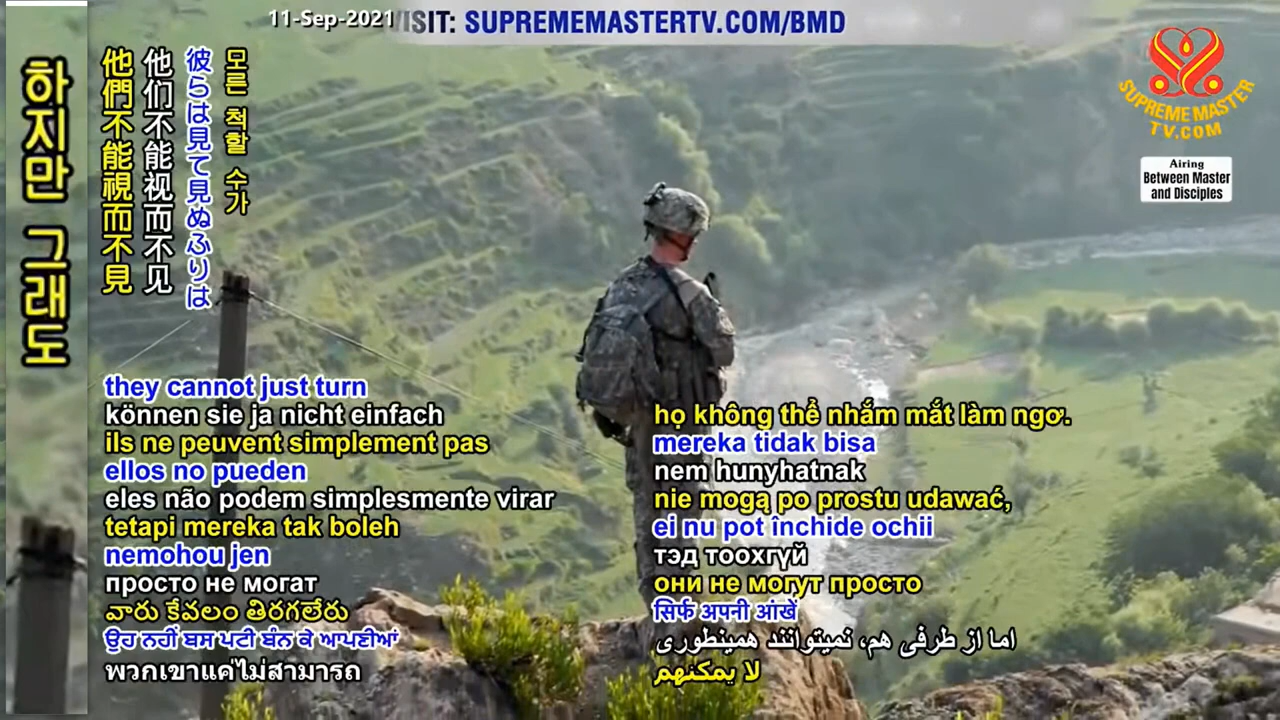 11-Sep-2021
VISIT: SUPREMEMASTERTV.COM/BMD
SUPREME MASTER
TV.COM
Airing
Between Master
and Disciples
하지만 그래도
他們不能視而不見
他们不能视而不见
彼らは見て見ぬふりは
모른 척할 수가
they cannot just turn
können sie ja nicht einfach
ils ne peuvent simplement pas
ellos no pueden
eles não podem simplesmente virar
tetapi mereka tak boleh
nemohou jen
просто не могат
వారు కేవలం తిరగలేరు
ਉਹ ਨਹੀਂ ਬਸ ਪਟੀ ਬੰਨ ਕੇ ਆਪਣੀਆਂ
พวกเขาแค่ไม่สามารถ
họ không thể nhắm mắt làm ngơ.
mereka tidak bisa
nem hunyhatnak
nie mogą po prostu udawać,
ei nu pot închide ochii
тэд тоохгүй
они не могут просто
सिर्फ अपनी आंखें
اما از طرفی هم، نمیتوانند همینطوری
لا يمكنهم